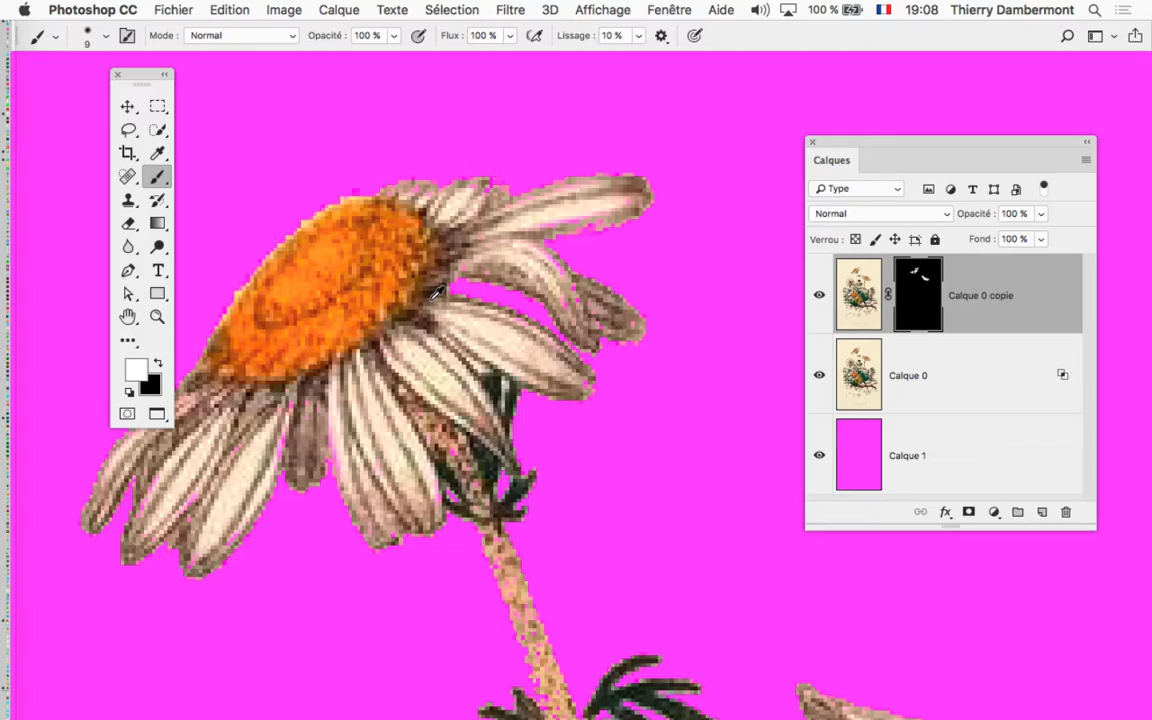 Photoshop CC Fichier Edition Image Calque Texte Sélection Filtre 3D Affichage Fenêtre Aide 100 % 19:08 Thierry Dambermont
9 Mode : Normal Opacité : 100 % Flux : 100 % Lissage : 10 %
Calques
Type
Normal Opacité : 100 %
Verrou : Fond : 100 %
Calque 0 copie
Calque 0
Calque 1
fx